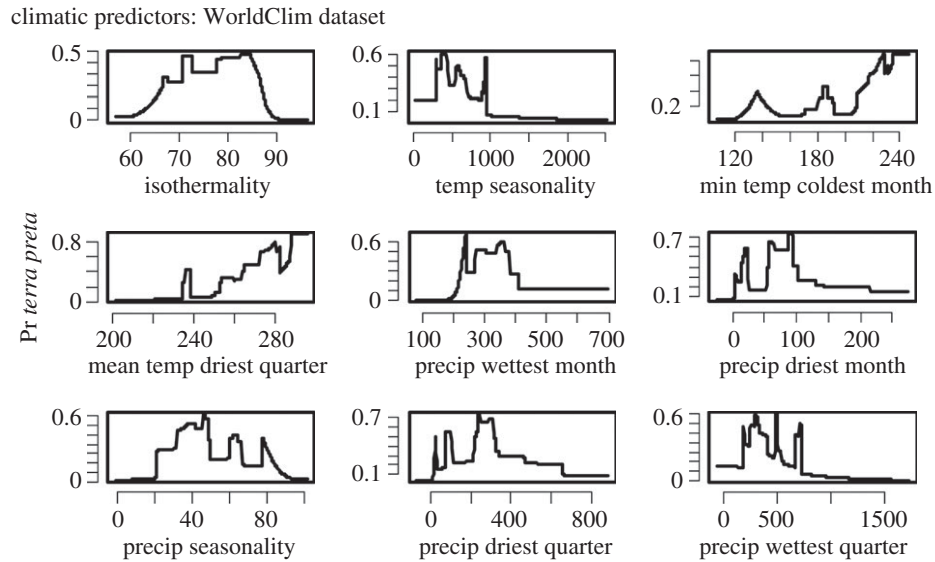 climatic predictors: WorldClim dataset
0.5
0
60 70 80 90
isothermality
0.6
0.1
0 1000 2000
temp seasonality
0.2
120 180 240
min temp coldest month
Pr terra preta
0.8
0
200 240 280
mean temp driest quarter
0.6
0
100 300 500 700
precip wettest month
0.7
0.1
0 100 200
precip driest month
0.6
0
0 40 80
precip seasonality
0.7
0.1
0 400 800
precip driest quarter
0.6
0
0 500 1500
precip wettest quarter